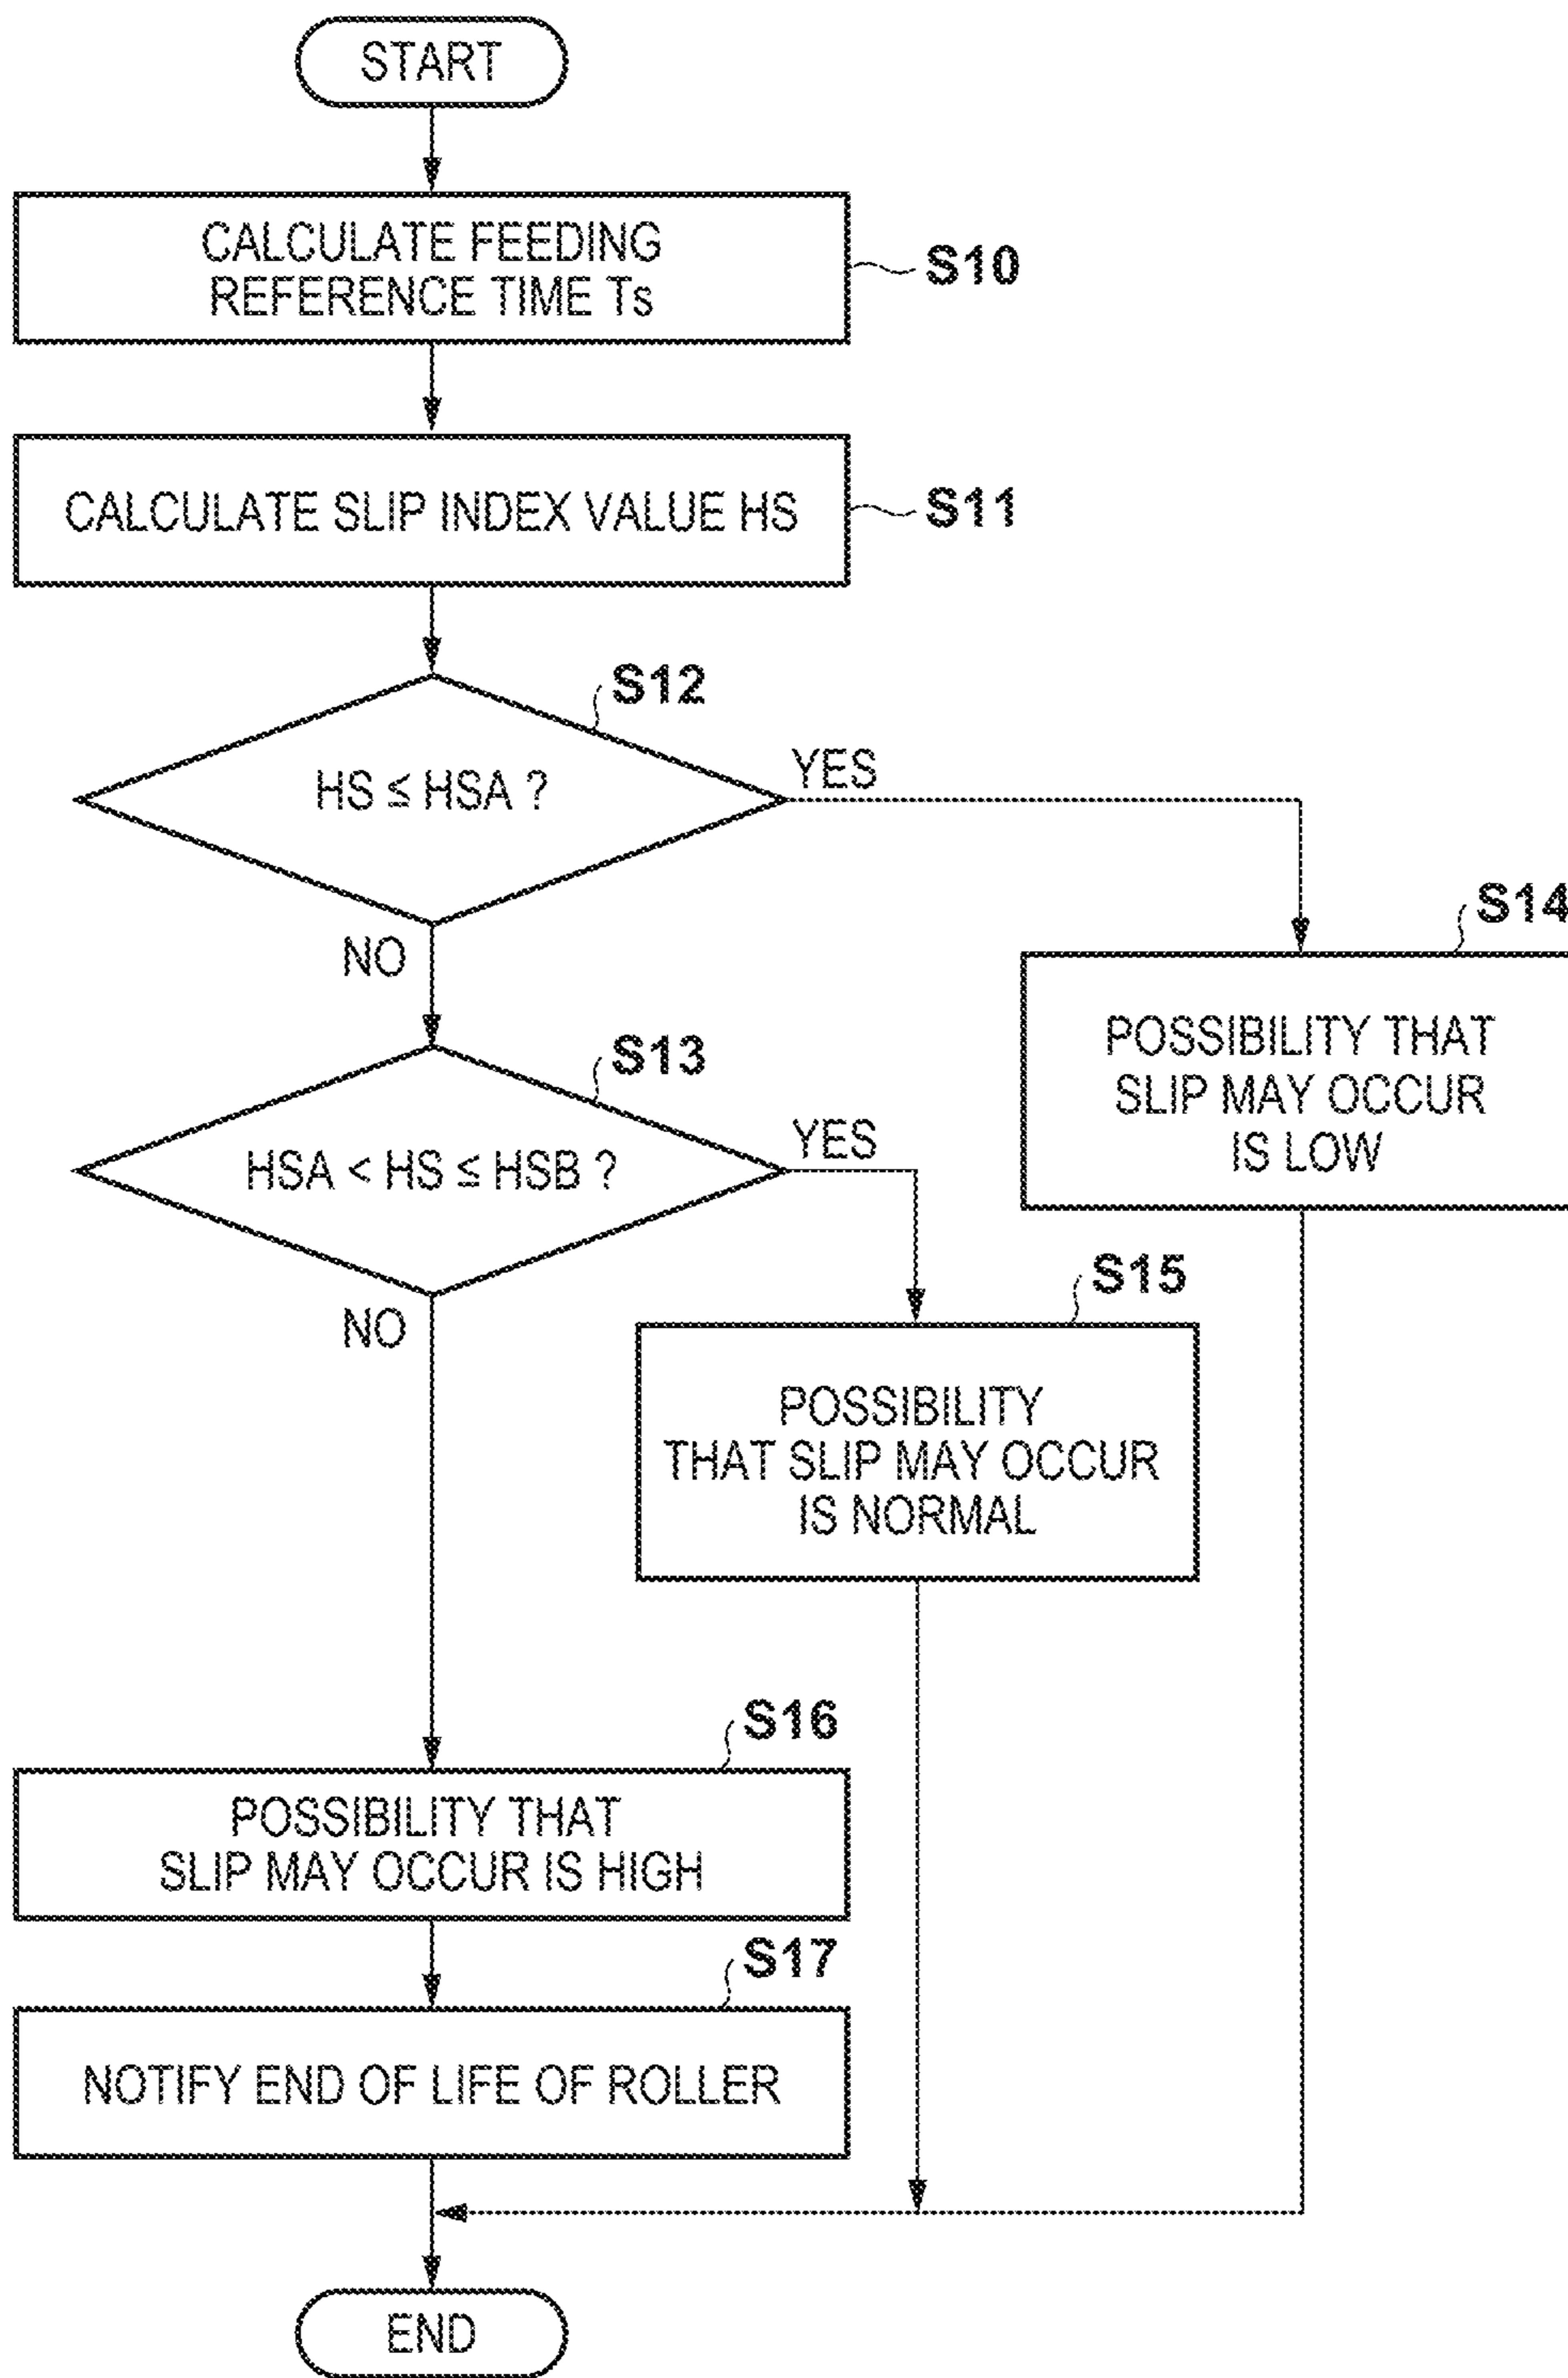 START
CALCULATE FEEDING
REFERENCE TIME Ts
S10
CALCULATE SLIP INDEX VALUE HS
S11
S12
HS ≤ HSA ?
YES
NO
S14
POSSIBILITY THAT
SLIP MAY OCCUR
IS LOW
S13
HSA < HS ≤ HSB ?
YES
NO
S15
POSSIBILITY
THAT SLIP MAY OCCUR
IS NORMAL
S16
POSSIBILITY THAT
SLIP MAY OCCUR IS HIGH
S17
NOTIFY END OF LIFE OF ROLLER
END